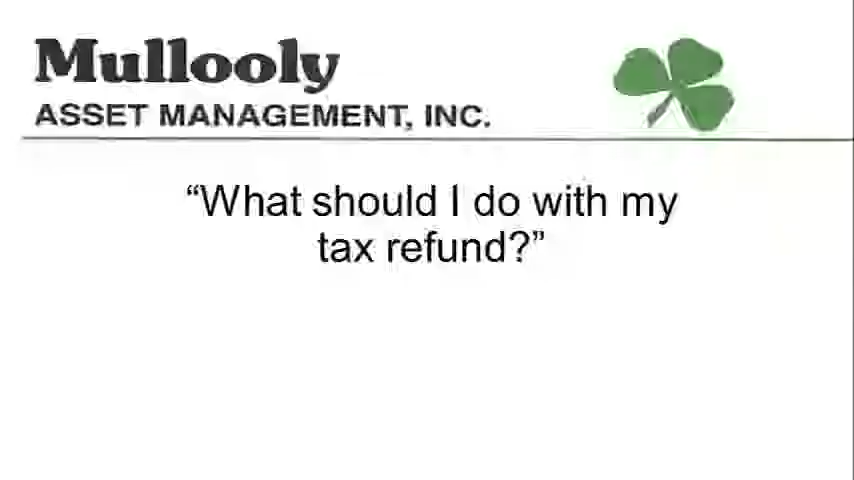 Mullooly
ASSET MANAGEMENT, INC.
“What should I do with my
tax refund?”